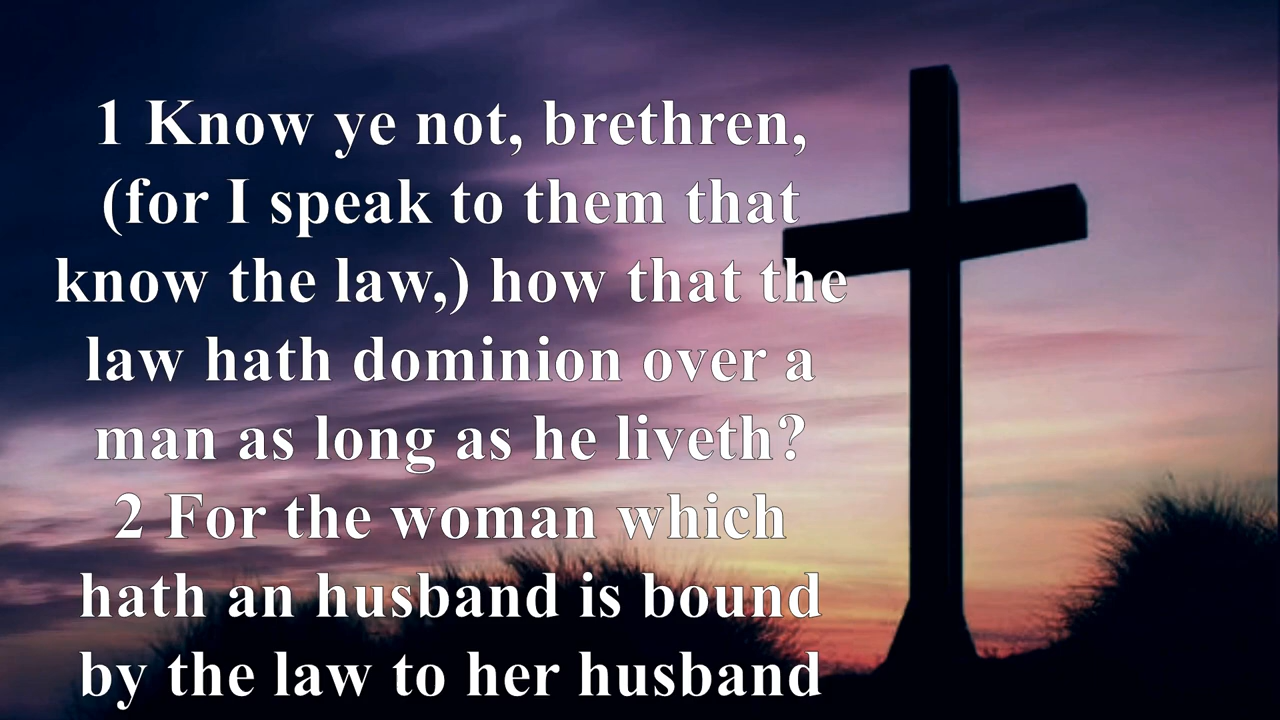 1 Know ye not, brethren,
(for I speak to them that
know the law,) how that the
law hath dominion over a
man as long as he liveth?
2 For the woman which
hath an husband is bound
by the law to her husband